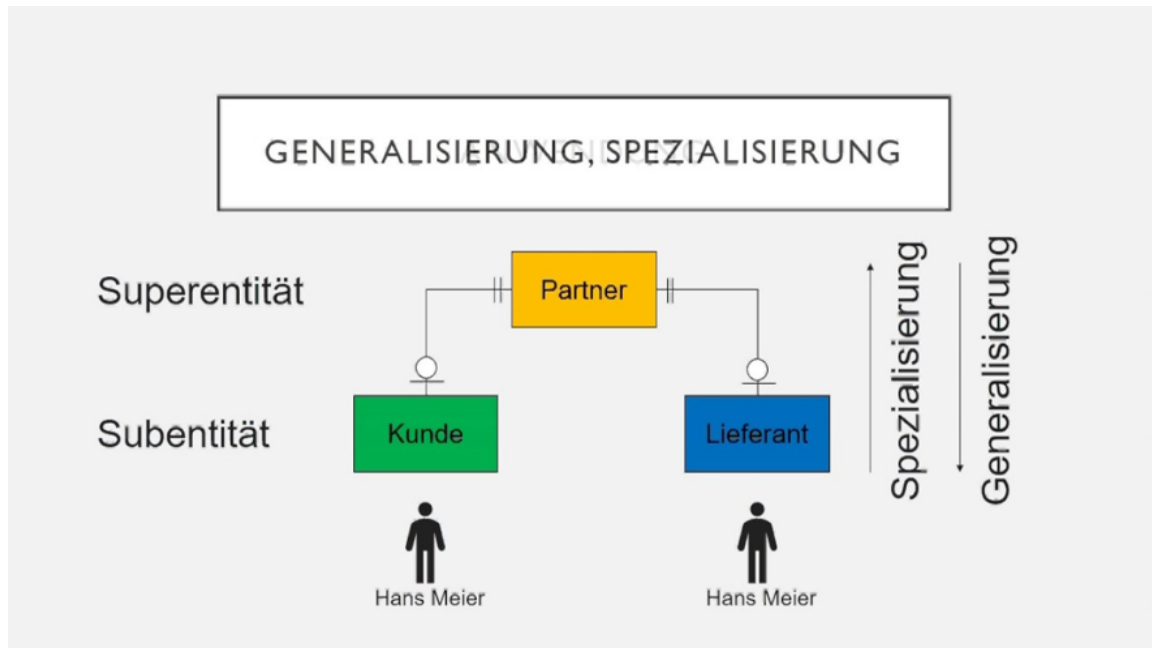 GENERALISIERUNG, SPEZIALISIERUNG
Superentität
Partner
Spezialisierung
Generalisierung
Subentität
Kunde
Lieferant
Hans Meier
Hans Meier